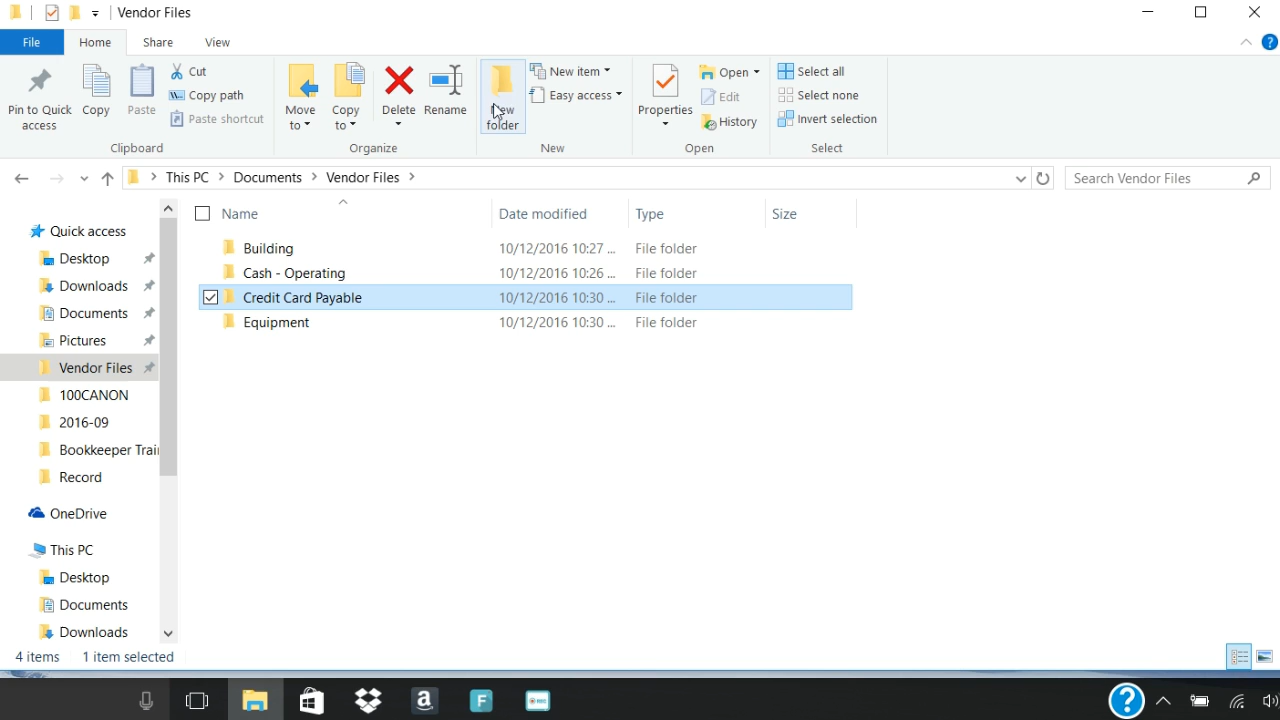 Vendor Files
File Home Share View
Pin to Quick access
Copy
Paste
Cut
Copy path
Paste shortcut
Clipboard
Move to
Copy to
Delete
Rename
Organize
New folder
New item
Easy access
New
Properties
Open
Edit
History
Open
Select all
Select none
Invert selection
Select
This PC > Documents > Vendor Files >
Search Vendor Files
Name Date modified Type Size
Building 10/12/2016 10:27 ... File folder
Cash - Operating 10/12/2016 10:26 ... File folder
Credit Card Payable 10/12/2016 10:30 ... File folder
Equipment 10/12/2016 10:30 ... File folder
Quick access
Desktop
Downloads
Documents
Pictures
Vendor Files
100CANON
2016-09
Bookkeeper Trai
Record
OneDrive
This PC
Desktop
Documents
Downloads
4 items 1 item selected
a
F
REC
?